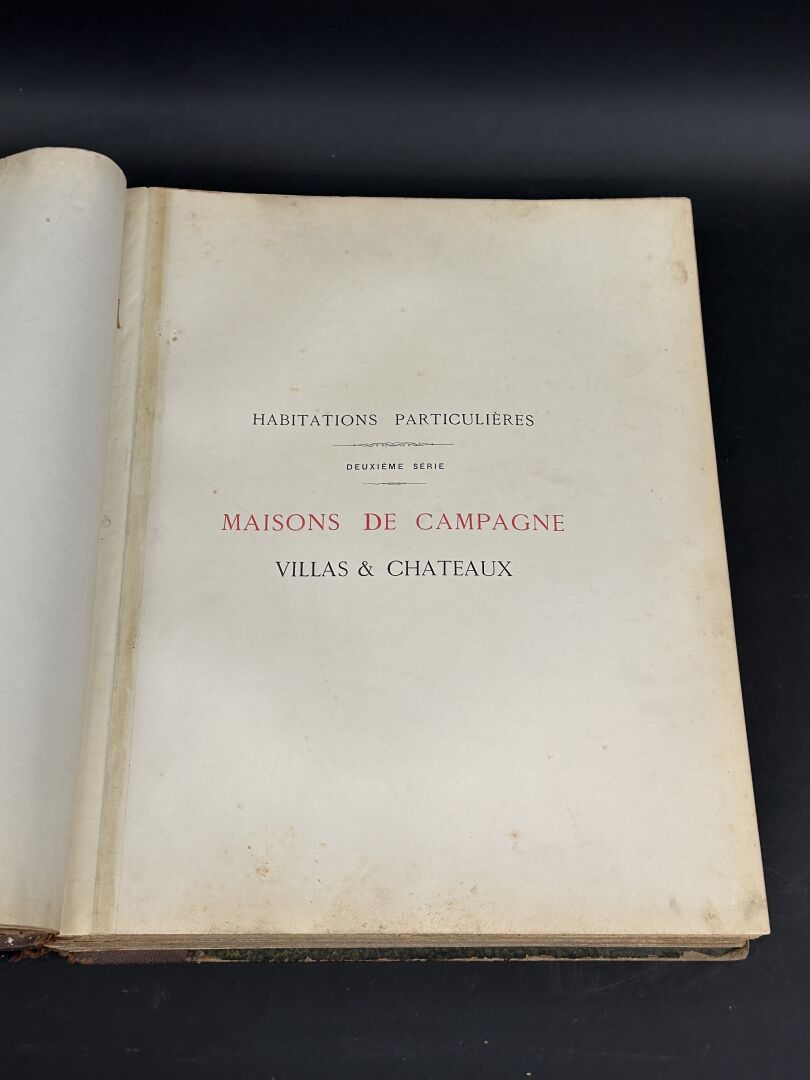 HABITATIONS PARTICULIÈRES
DEUXIÈME SÉRIE
MAISONS DE CAMPAGNE
VILLAS & CHATEAUX